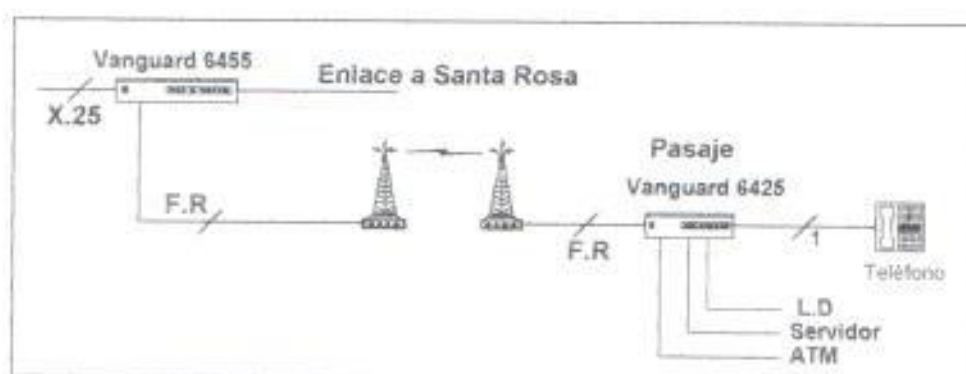 Vanguard 6455
Enlace a Santa Rosa
X.25
Pasaje
Vanguard 6425
F.R
F.R
1
Teléfono
L.D
Servidor
ATM